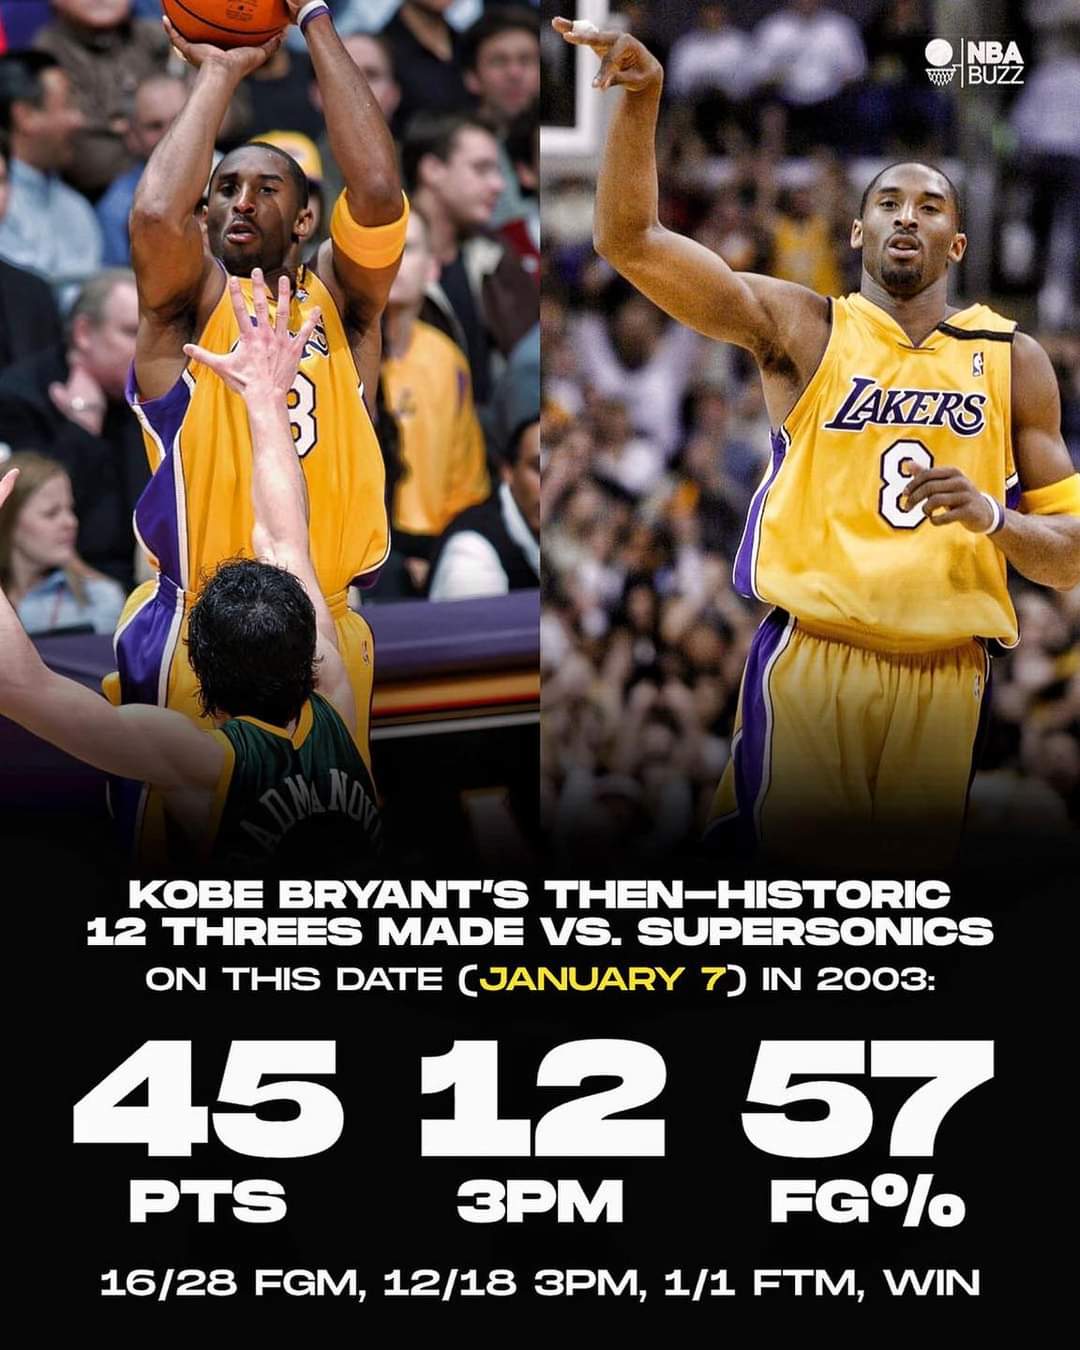 NBA
BUZZ
LAKERS
8
8
KOBE BRYANT'S THEN–HISTORIC
12 THREES MADE VS. SUPERSONICS
ON THIS DATE (JANUARY 7) IN 2003:
45 12 57
PTS 3PM FG%
16/28 FGM, 12/18 3PM, 1/1 FTM, WIN